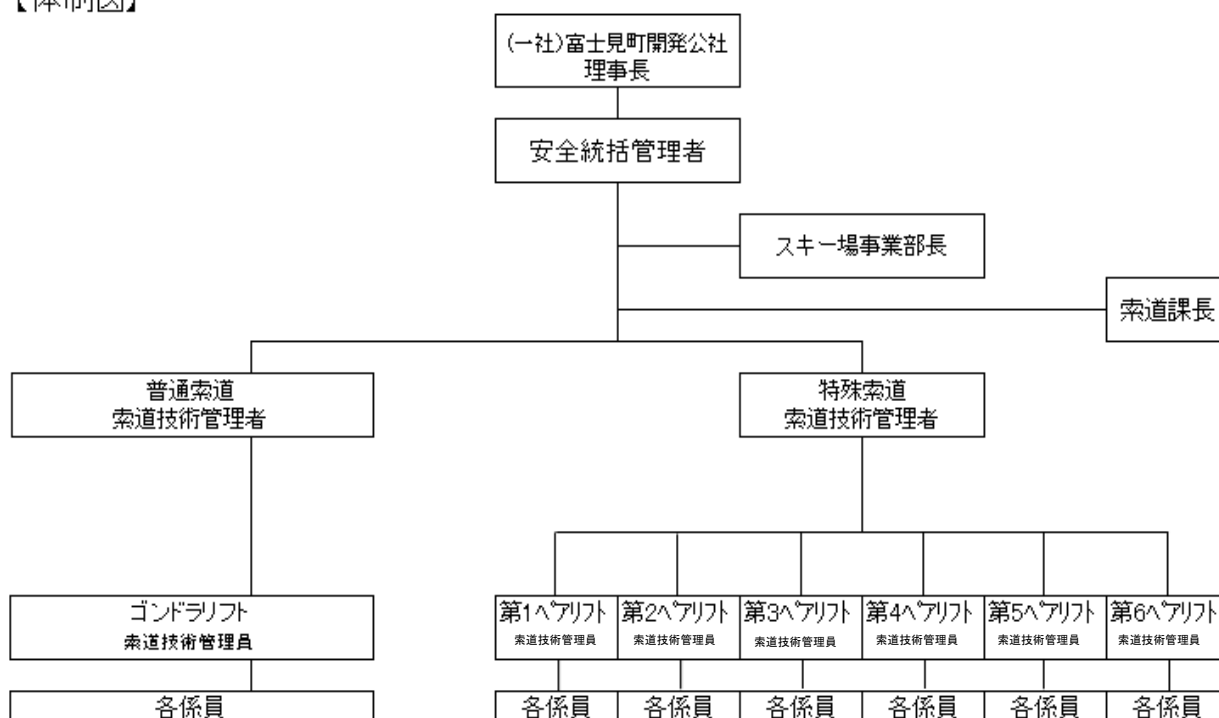 【体制図】
(一社)富士見町開発公社
理事長
安全統括管理者
スキー場事業部長
索道課長
普通索道
索道技術管理者
特殊索道
索道技術管理者
ゴンドラリフト
索道技術管理員
第1ペアリフト
索道技術管理員
第2ペアリフト
索道技術管理員
第3ペアリフト
索道技術管理員
第4ペアリフト
索道技術管理員
第5ペアリフト
索道技術管理員
第6ペアリフト
索道技術管理員
各係員
各係員
各係員
各係員
各係員
各係員
各係員